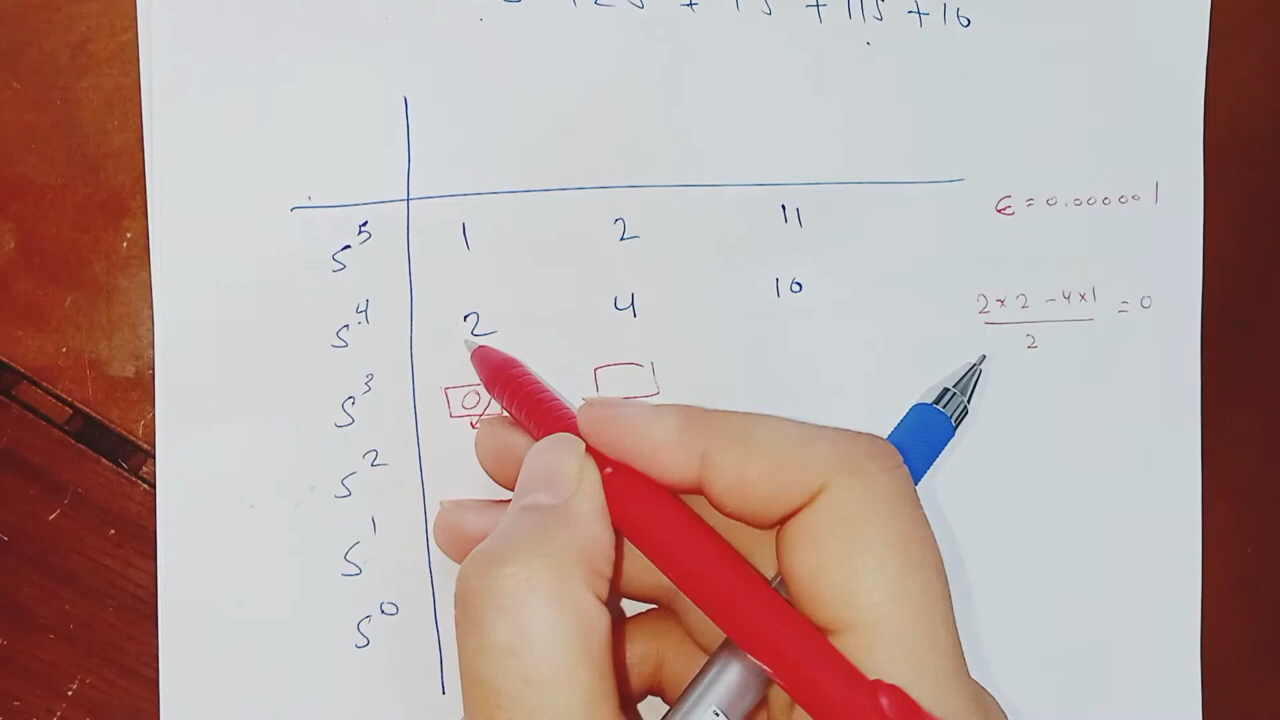 + 11s + 10
s⁵ 1 2 11
ϵ = 0.000001
s⁴ 2 4 10
2 × 2 - 4 × 1 / 2 = 0
s³ 0
s²
s¹
s⁰